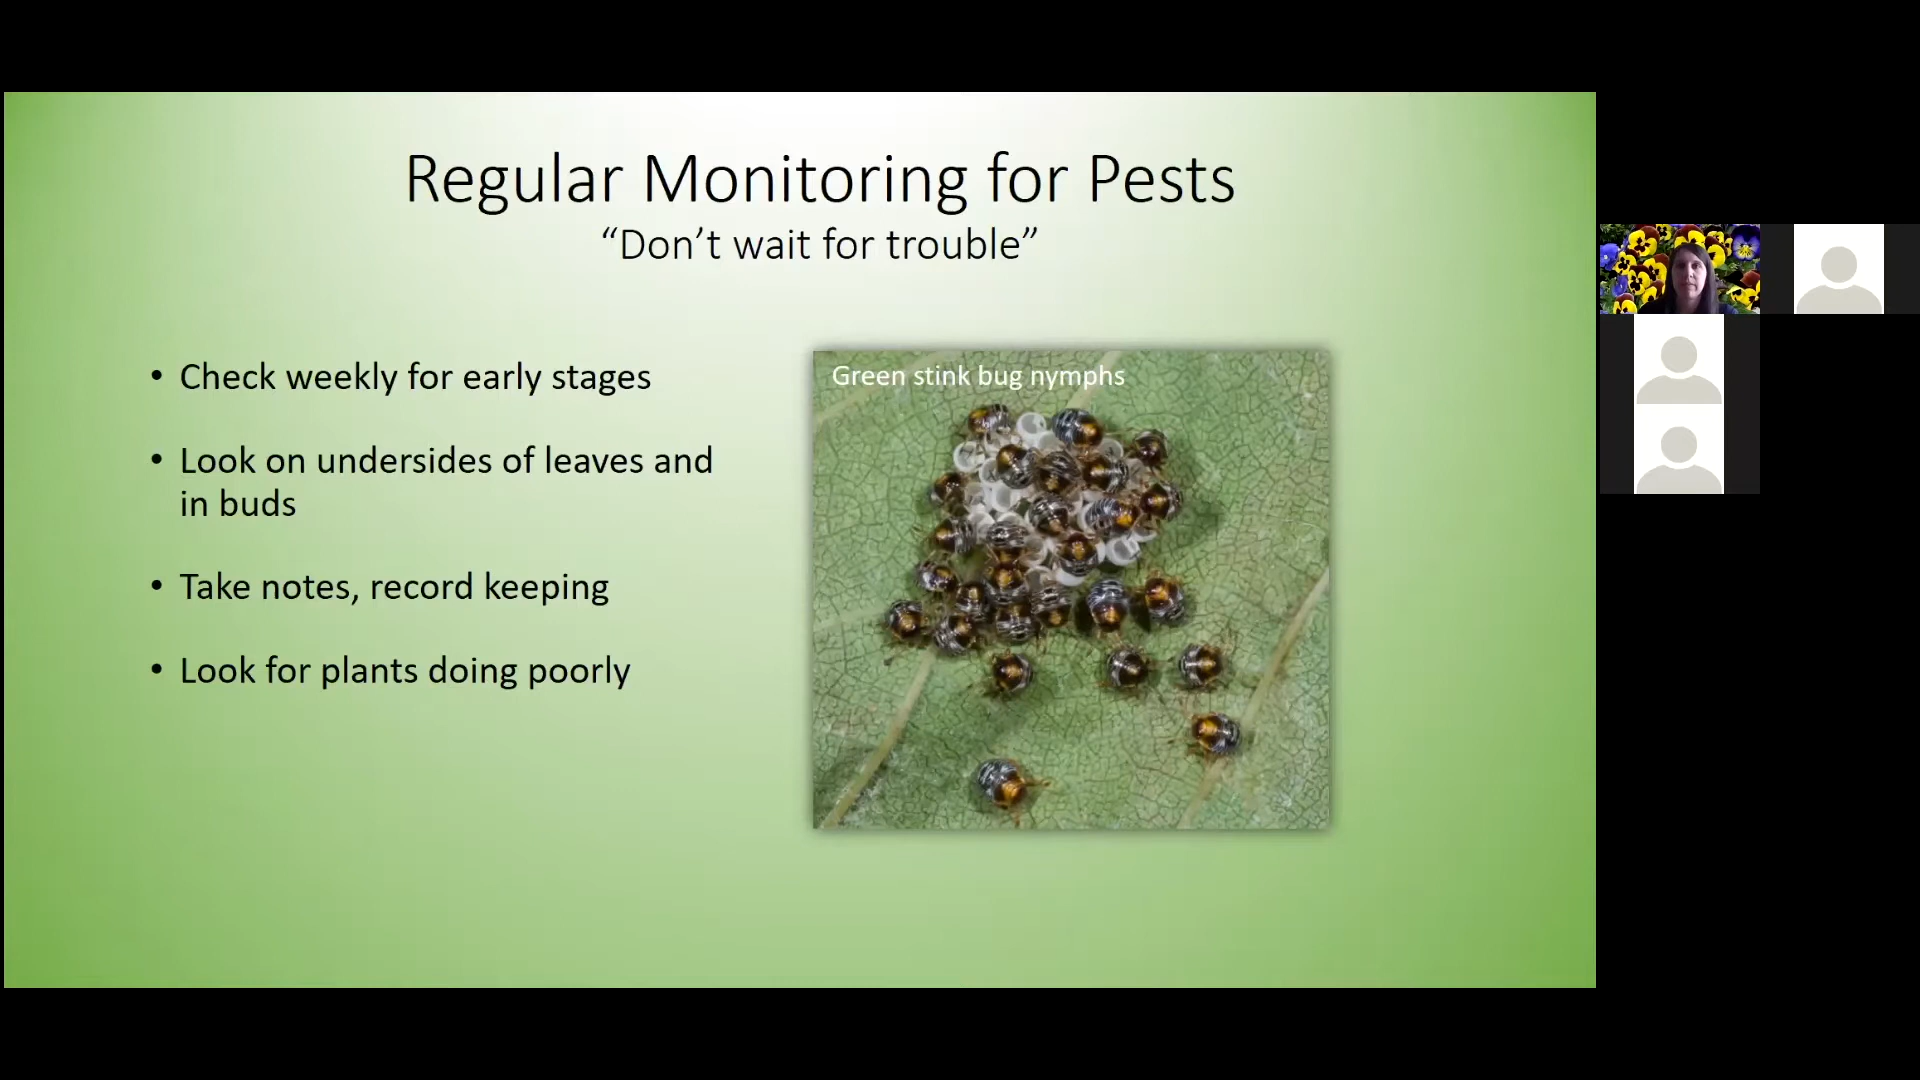 Regular Monitoring for Pests
“Don’t wait for trouble”
• Check weekly for early stages
• Look on undersides of leaves and
in buds
• Take notes, record keeping
• Look for plants doing poorly
Green stink bug nymphs